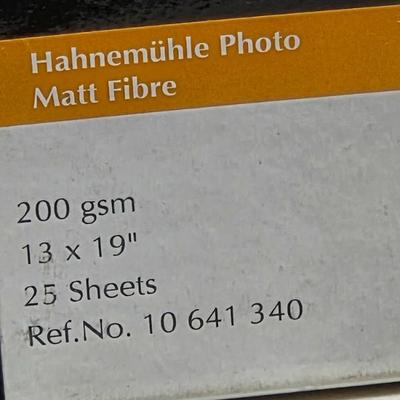 Hahnemühle Photo
Matt Fibre
200 gsm
13 x 19"
25 Sheets
Ref.No. 10 641 340